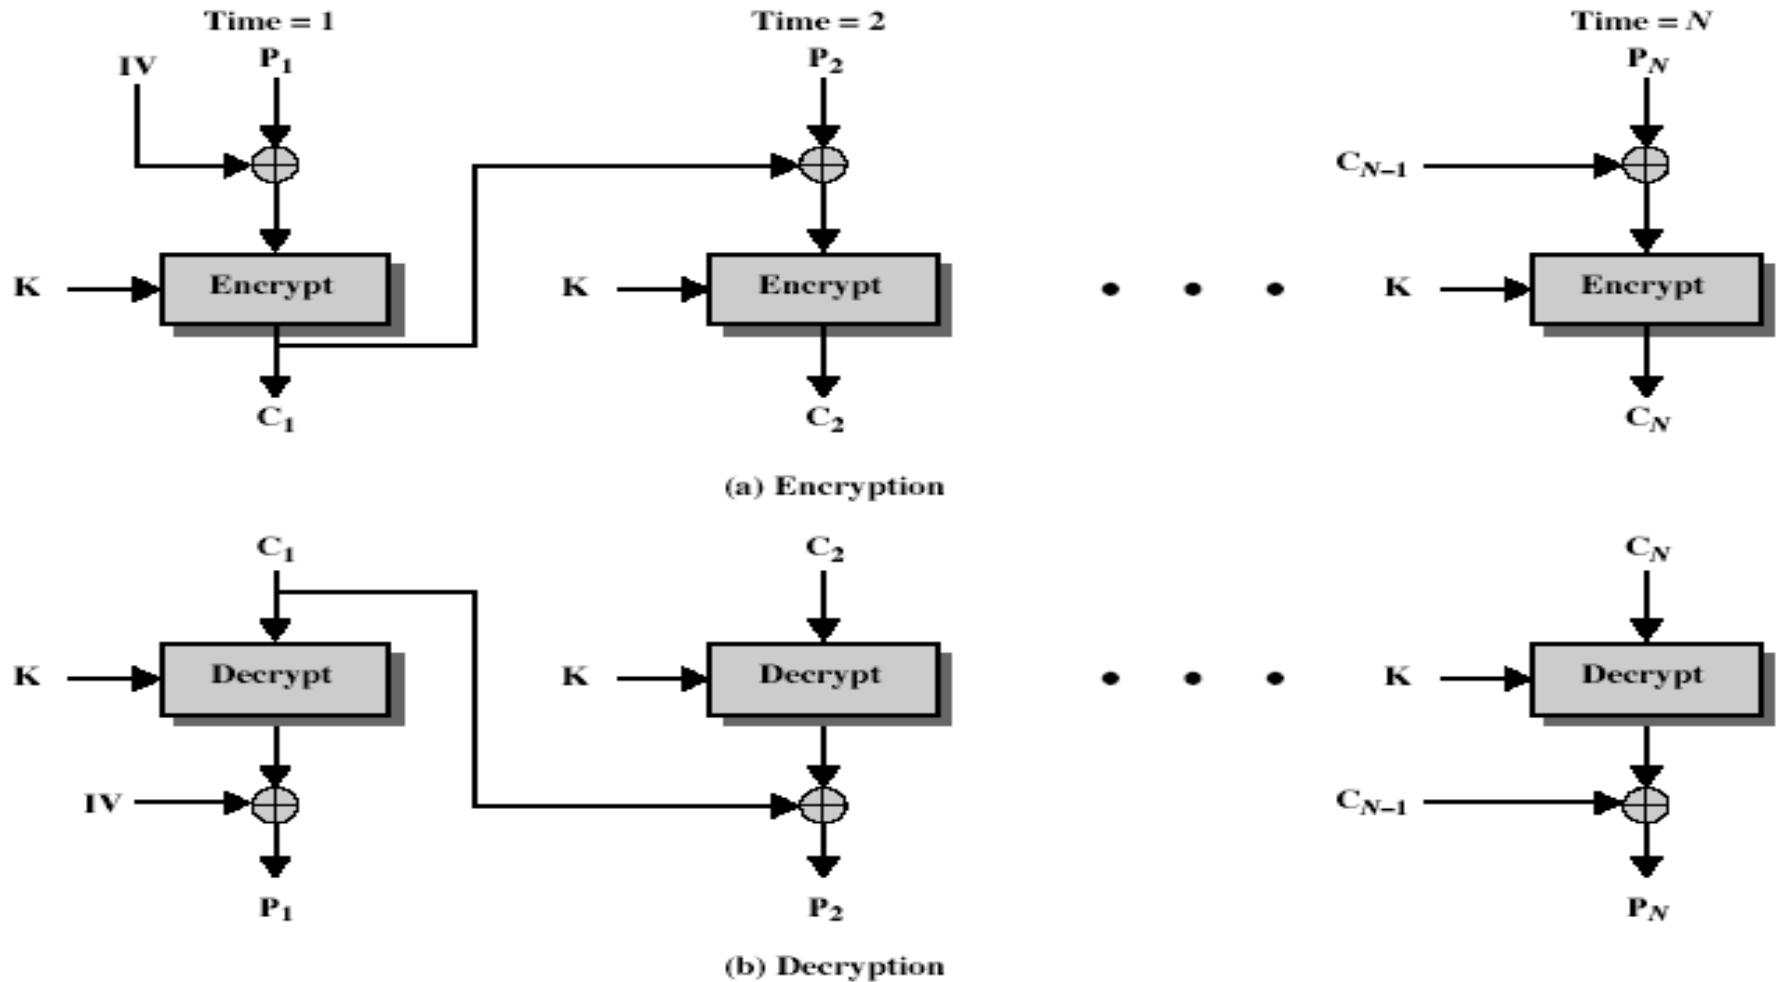 Time = 1 Time = 2 Time = N
IV P1 P2 PN
CN–1
K Encrypt K Encrypt K Encrypt
C1 C2 CN
(a) Encryption
C1 C2 CN
K Decrypt K Decrypt K Decrypt
IV CN–1
P1 P2 PN
(b) Decryption